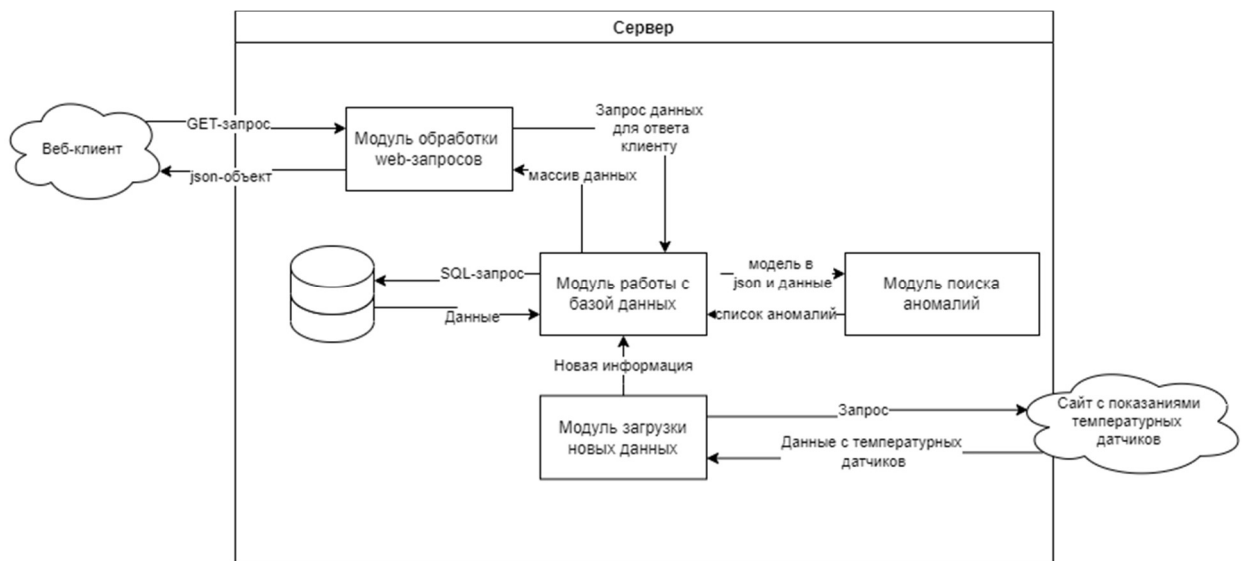 Сервер
Веб-клиент
GET-запрос
json-объект
Модуль обработки
web-запросов
Запрос данных
для ответа
клиенту
массив данных
SQL-запрос
Данные
Модуль работы с
базой данных
модель в
json и данные
список аномалий
Модуль поиска
аномалий
Новая информация
Модуль загрузки
новых данных
Запрос
Данные с температурных
датчиков
Сайт с показаниями
температурных
датчиков